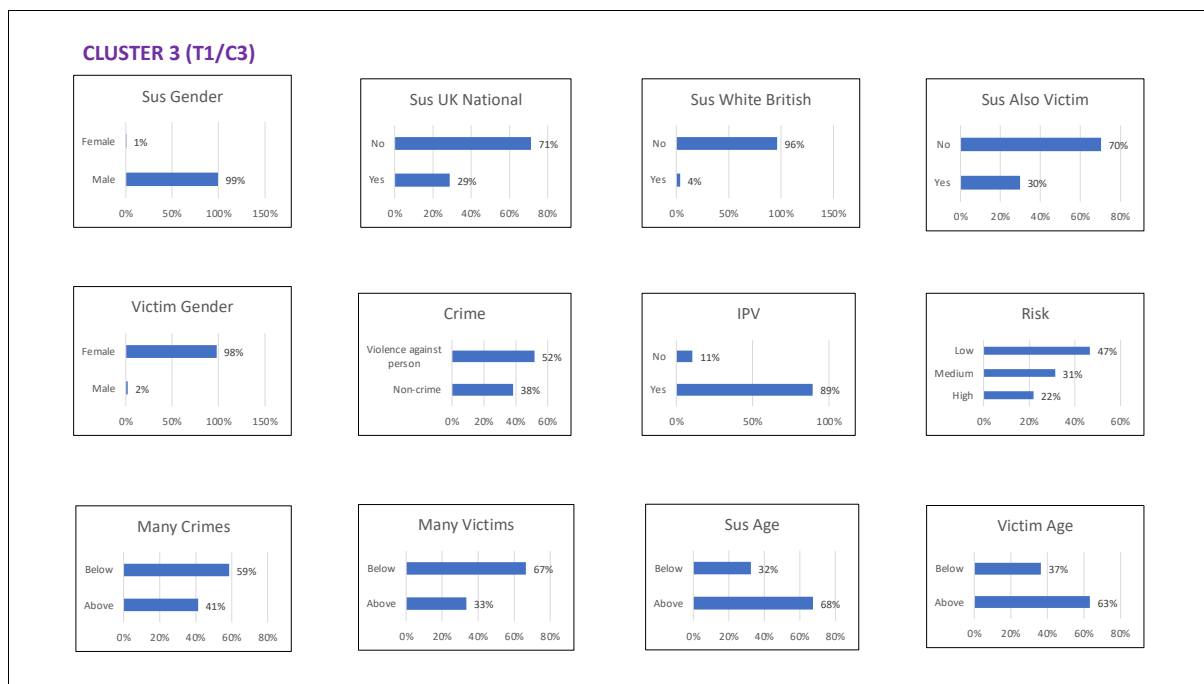 CLUSTER 3 (T1/C3)
Sus Gender
Female
1%
Male
99%
0% 50% 100% 150%
Sus UK National
No
71%
Yes
29%
0% 20% 40% 60% 80%
Sus White British
No
96%
Yes
4%
0% 50% 100% 150%
Sus Also Victim
No
70%
Yes
30%
0% 20% 40% 60% 80%
Victim Gender
Female
98%
Male
2%
0% 50% 100% 150%
Crime
Violence against
person
52%
Non-crime
38%
0% 20% 40% 60%
IPV
No
11%
Yes
89%
0% 50% 100%
Risk
Low
47%
Medium
31%
High
22%
0% 20% 40% 60%
Many Crimes
Below
59%
Above
41%
0% 20% 40% 60% 80%
Many Victims
Below
67%
Above
33%
0% 20% 40% 60% 80%
Sus Age
Below
32%
Above
68%
0% 20% 40% 60% 80%
Victim Age
Below
37%
Above
63%
0% 20% 40% 60% 80%